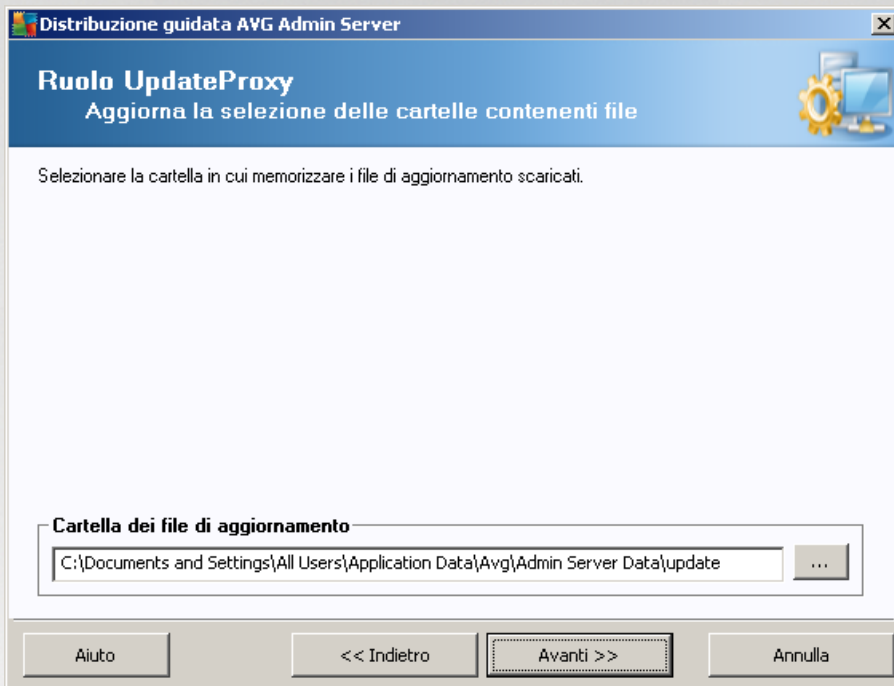 Distribuzione guidata AVG Admin Server
Ruolo UpdateProxy
Aggiorna la selezione delle cartelle contenenti file
Selezionare la cartella in cui memorizzare i file di aggiornamento scaricati.
Cartella dei file di aggiornamento
C:\Documents and Settings\All Users\Application Data\Avg\Admin Server Data\update
...
Aiuto
<< Indietro
Avanti >>
Annulla